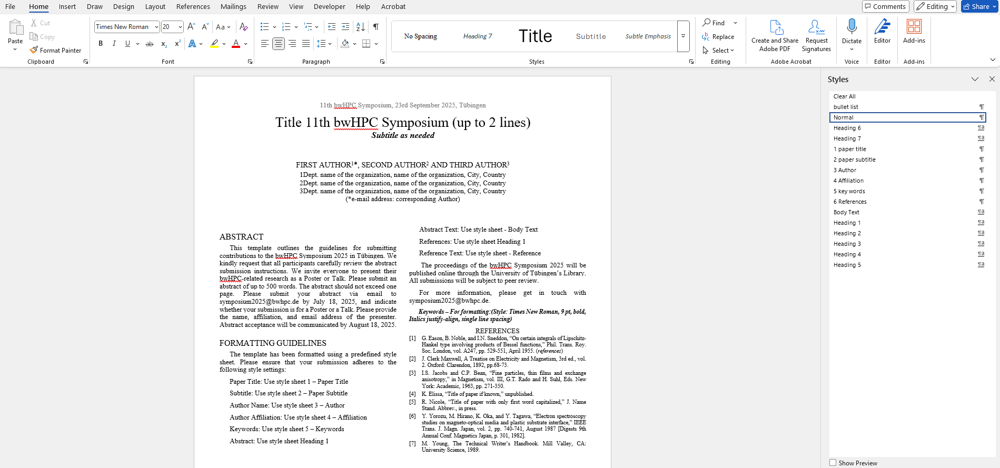 File Home Insert Draw Design Layout References Mailings Review View Developer Help Acrobat Comments Editing Share
Paste
Cut
Copy
Format Painter
Clipboard
Times New Roman 20
Font
Paragraph
No Spacing Heading 7 Title Subtitle Subtle Emphasis
Styles
Find
Replace
Select
Editing
Create and Share
Adobe PDF
Request
Signatures
Adobe Acrobat
Dictate
Voice
Editor
Editor
Add-ins
Add-ins
11th bwHPC Symposium, 23rd September 2025, Tübingen
Title 11th bwHPC Symposium (up to 2 lines)
Subtitle as needed
FIRST AUTHOR1*, SECOND AUTHOR2 AND THIRD AUTHOR3
1Dept. name of the organization, name of the organization, City, Country
2Dept. name of the organization, name of the organization, City, Country
3Dept. name of the organization, name of the organization, City, Country
(*e-mail address: corresponding Author)
ABSTRACT
This template outlines the guidelines for submitting
contributions to the bwHPC Symposium 2025 in Tübingen. We
kindly request that all participants carefully review the abstract
submission instructions. We invite everyone to present their
bwHPC-related research as a Poster or Talk. Please submit an
abstract of up to 500 words. The abstract should not exceed one
page. Please submit your abstract via email to
symposium2025@bwhpc.de by July 18, 2025, and indicate
whether your submission is for a Poster or a Talk. Please provide
the name, affiliation, and email address of the presenter.
Abstract acceptance will be communicated by August 18, 2025.
FORMATTING GUIDELINES
The template has been formatted using a predefined style
sheet. Please ensure that your submission adheres to the
following style settings:
Paper Title: Use style sheet 1 – Paper Title
Subtitle: Use style sheet 2 – Paper Subtitle
Author Name: Use style sheet 3 – Author
Author Affiliation: Use style sheet 4 – Affiliation
Keywords: Use style sheet 5 – Keywords
Abstract: Use style sheet Heading 1
Abstract Text: Use style sheet - Body Text
References: Use style sheet Heading 1
Reference Text: Use style sheet - Reference
The proceedings of the bwHPC Symposium 2025 will be
published online through the University of Tübingen's Library.
All submissions will be subject to peer review.
For more information, please get in touch with
symposium2025@bwhpc.de.
Keywords – For formatting:(Style: Times New Roman, 9 pt, bold,
Italics justify-align, single line spacing)
REFERENCES
[1] G. Eason, B. Noble, and I.N. Sneddon, “On certain integrals of Lipschitz-
Hankel type involving products of Bessel functions,” Phil. Trans. Roy.
Soc. London, vol. A247, pp. 529-551, April 1955. (references)
[2] J. Clerk Maxwell, A Treatise on Electricity and Magnetism, 3rd ed., vol.
2. Oxford: Clarendon, 1892, pp.68-73.
[3] I.S. Jacobs and C.P. Bean, “Fine particles, thin films and exchange
anisotropy,” in Magnetism, vol. III, G.T. Rado and H. Suhl, Eds. New
York: Academic, 1963, pp. 271-350.
[4] K. Elissa, “Title of paper if known,” unpublished.
[5] R. Nicole, “Title of paper with only first word capitalized,” J. Name
Stand. Abbrev., in press.
[6] Y. Yorozu, M. Hirano, K. Oka, and Y. Tagawa, “Electron spectroscopy
studies on magneto-optical media and plastic substrate interface,” IEEE
Trans. J. Magn. Japan, vol. 2, pp. 740-741, August 1987 [Digests 9th
Annual Conf. Magnetics Japan, p. 301, 1982].
[7] M. Young, The Technical Writer's Handbook. Mill Valley, CA:
University Science, 1989.
Styles
Clear All
bullet list
Normal
Heading 6
Heading 7
1 paper title
2 paper subtitle
3 Author
4 Affiliation
5 key words
6 References
Body Text
Heading 1
Heading 2
Heading 3
Heading 4
Heading 5
Show Preview